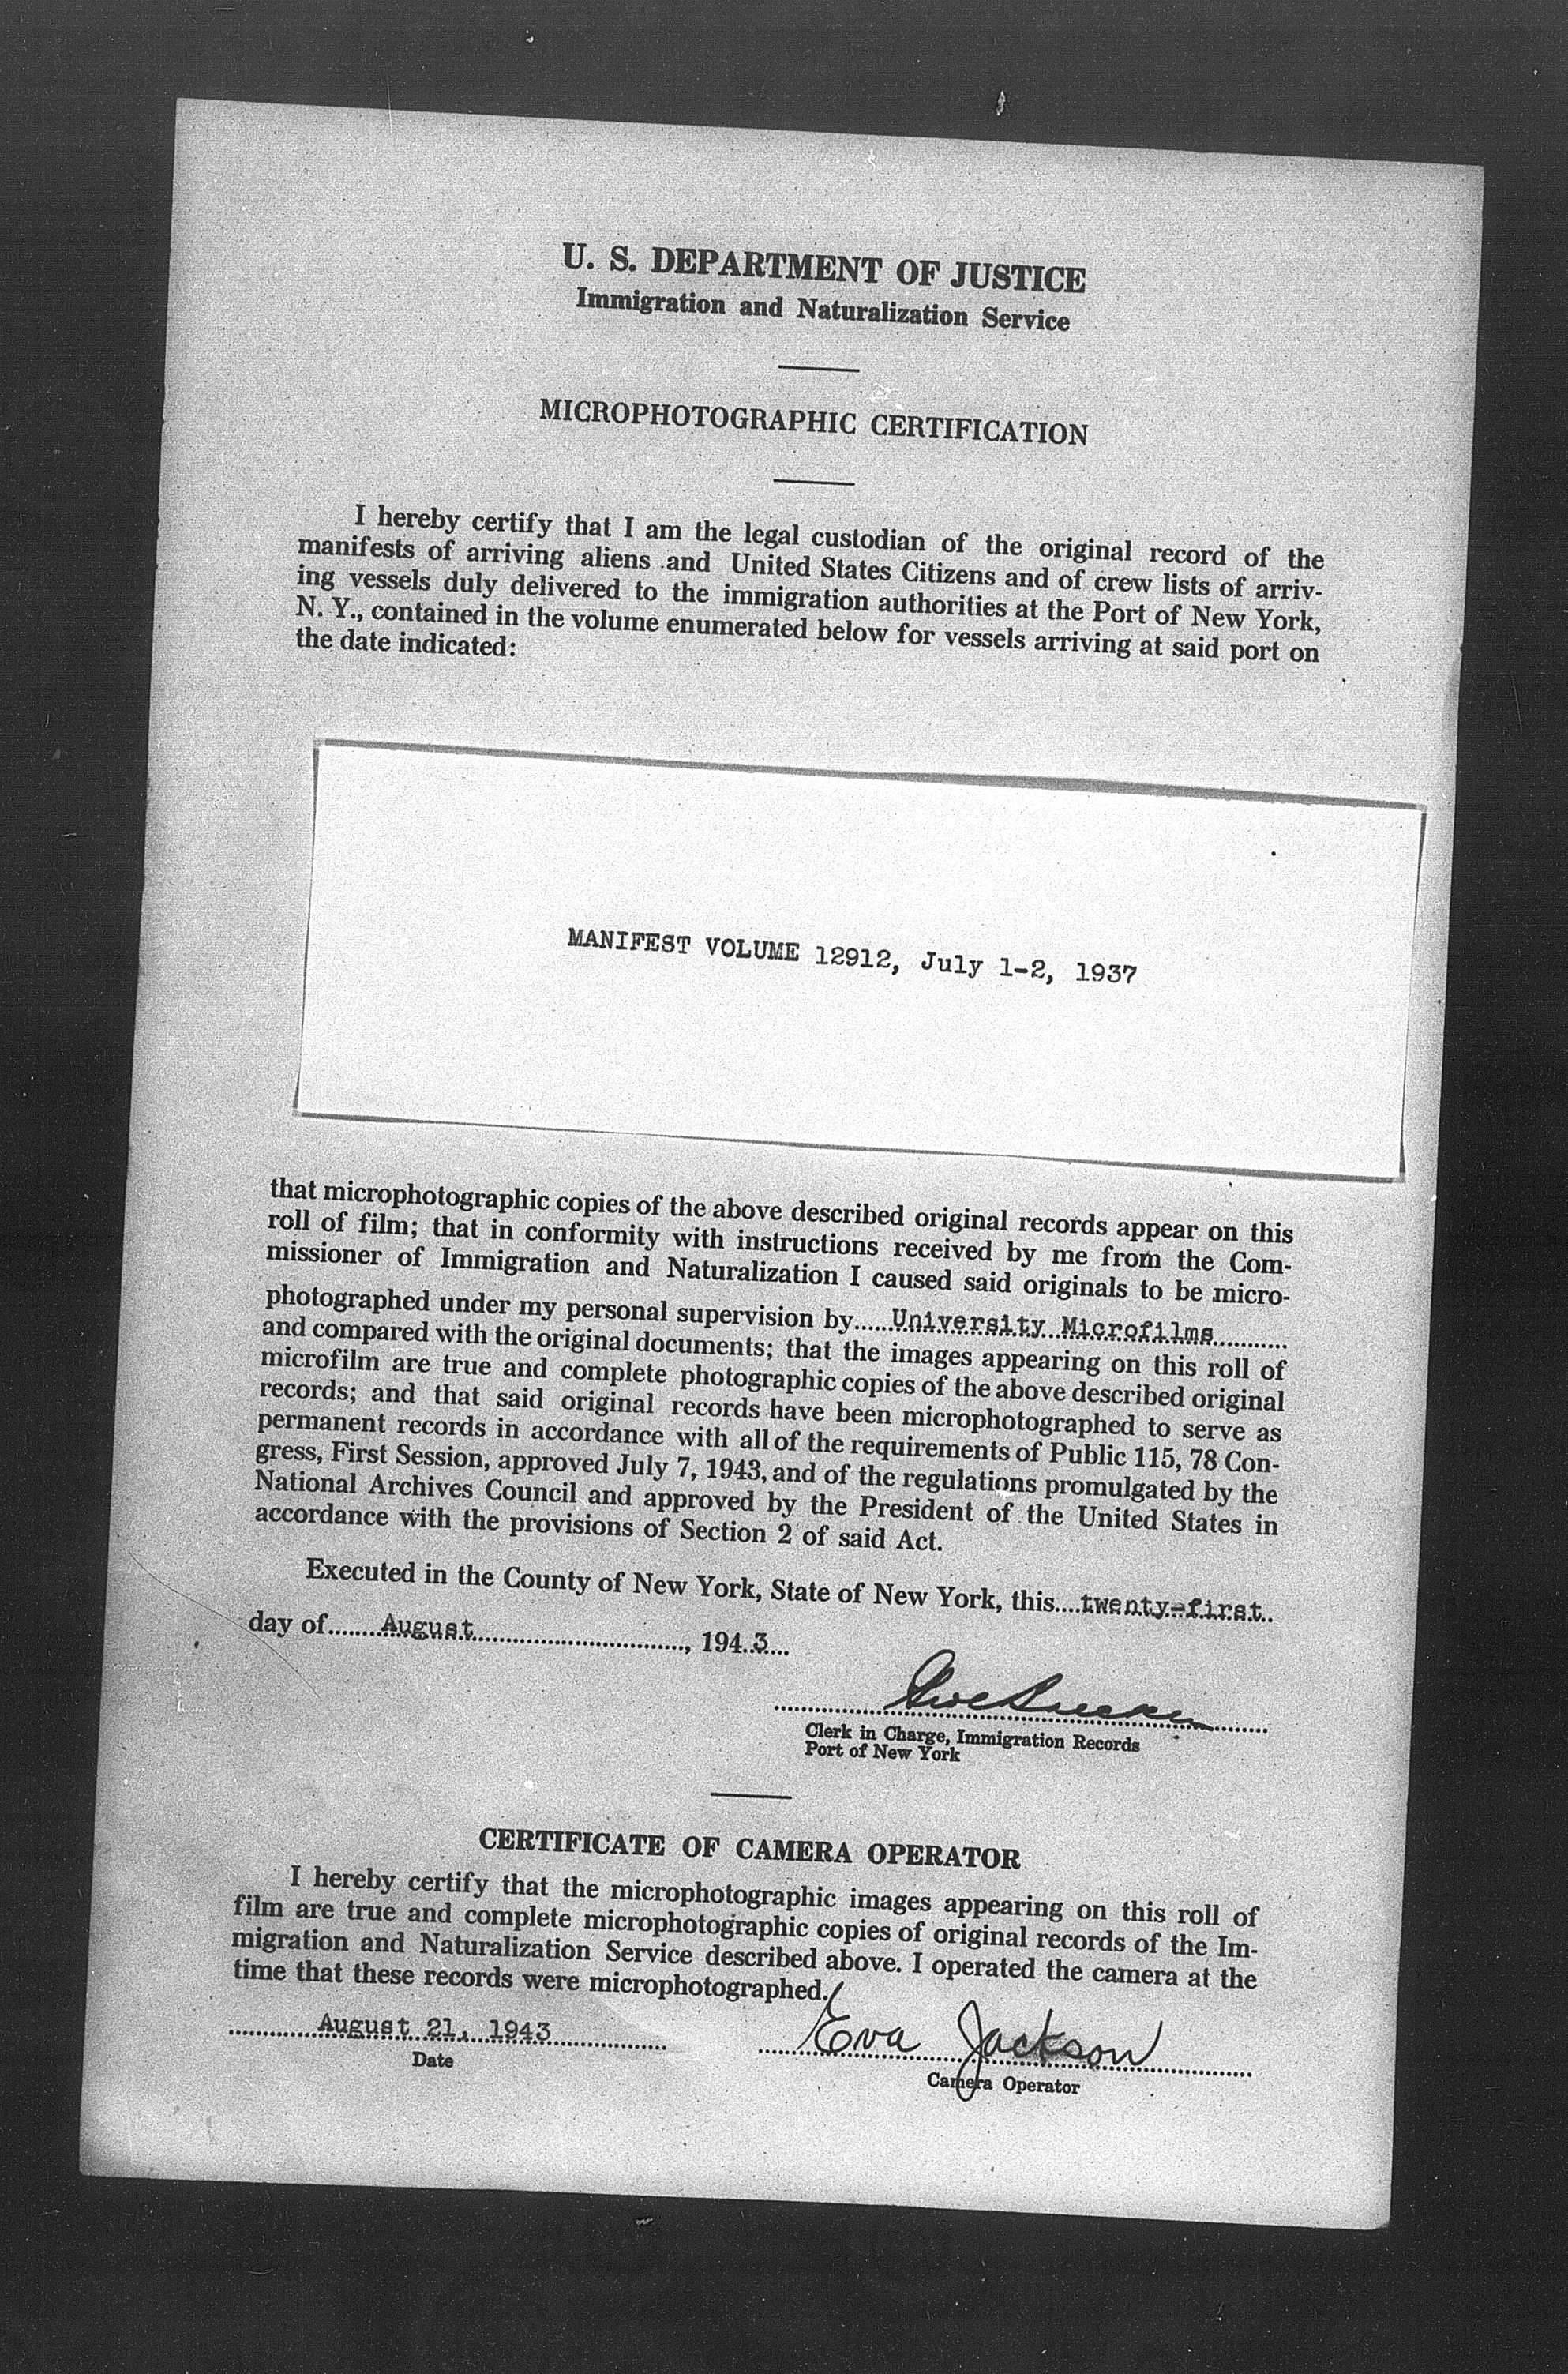 U. S. DEPARTMENT OF JUSTICE
Immigration and Naturalization Service
MICROPHOTOGRAPHIC CERTIFICATION
I hereby certify that I am the legal custodian of the original record of the
manifests of arriving aliens and United States Citizens and of crew lists of arriv-
ing vessels duly delivered to the immigration authorities at the Port of New York,
N. Y., contained in the volume enumerated below for vessels arriving at said port on
the date indicated:
MANIFEST VOLUME 12912, July 1-2, 1937
that microphotographic copies of the above described original records appear on this
roll of film; that in conformity with instructions received by me from the Com-
missioner of Immigration and Naturalization I caused said originals to be micro-
photographed under my personal supervision by.....University Microfilms..........
and compared with the original documents; that the images appearing on this roll of
microfilm are true and complete photographic copies of the above described original
records; and that said original records have been microphotographed to serve as
permanent records in accordance with all of the requirements of Public 115, 78 Con-
gress, First Session, approved July 7, 1943, and of the regulations promulgated by the
National Archives Council and approved by the President of the United States in
accordance with the provisions of Section 2 of said Act.
Executed in the County of New York, State of New York, this....twenty-first..
day of........August..............................., 194..3....
Clerk in Charge, Immigration Records
Port of New York
CERTIFICATE OF CAMERA OPERATOR
I hereby certify that the microphotographic images appearing on this roll of
film are true and complete microphotographic copies of original records of the Im-
migration and Naturalization Service described above. I operated the camera at the
time that these records were microphotographed.
August 21, 1943
Eva Jackson
Date
Camera Operator